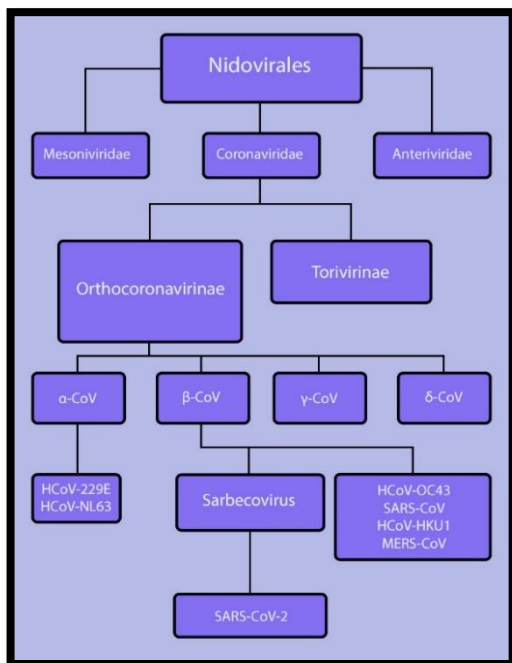 Nidovirales
Mesoniviridae
Coronaviridae
Anteriviridae
Orthocoronavirinae
Torivirinae
α-CoV
β-CoV
γ-CoV
δ-CoV
HCoV-229E
HCoV-NL63
Sarbecovirus
HCoV-OC43
SARS-CoV
HCoV-HKU1
MERS-CoV
SARS-CoV-2